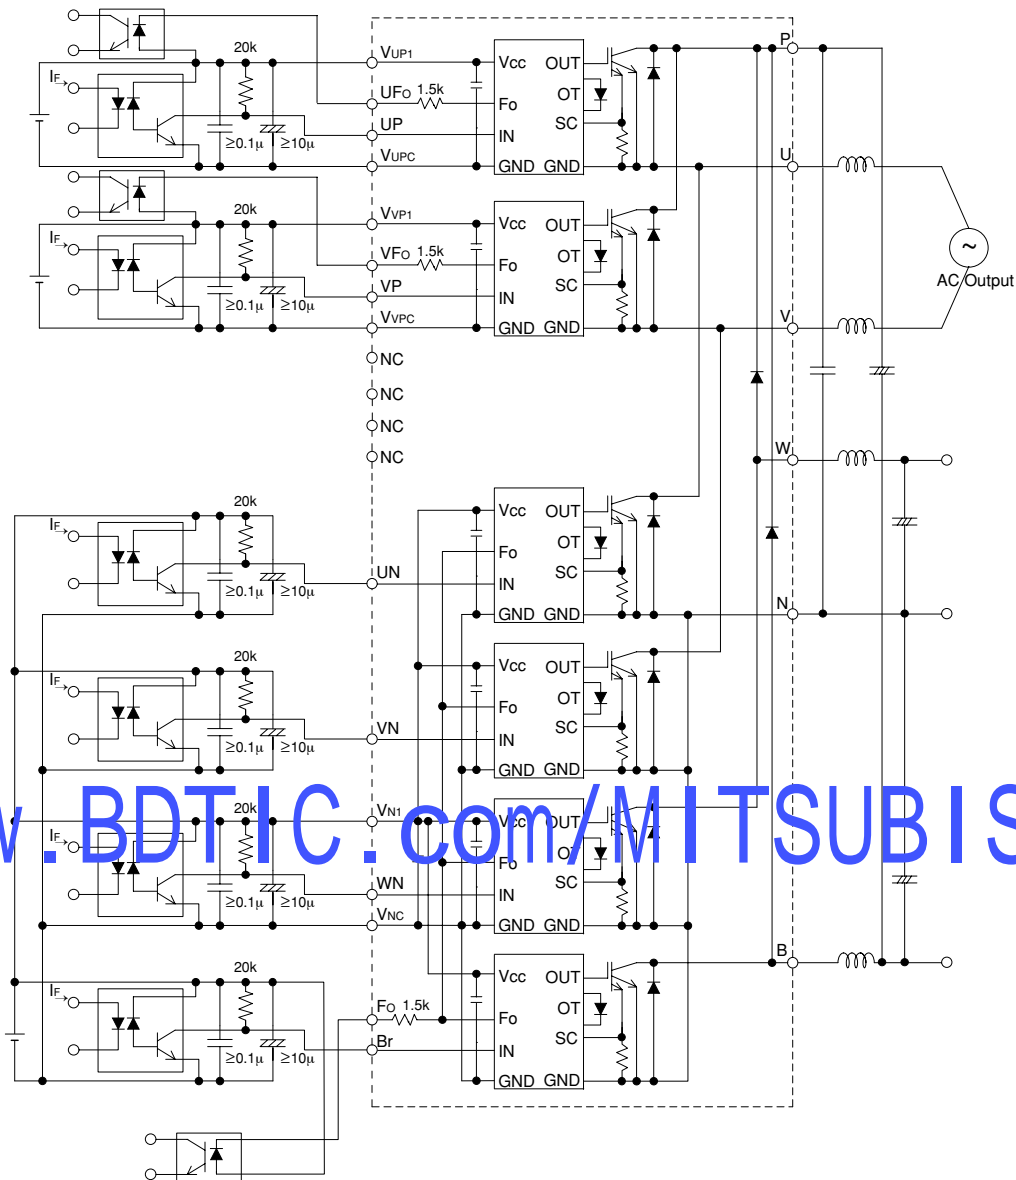 P
20k
VUP1
Vcc
OUT
IF
UFO 1.5k
OT
Fo
UP
SC
IN
≥0.1μ
≥10μ
VUPC
GND GND
U
20k
VVP1
Vcc
OUT
IF
VFO 1.5k
OT
Fo
~
AC Output
VP
SC
IN
≥0.1μ
≥10μ
VVPC
GND GND
V
NC
NC
NC
NC
W
20k
Vcc
OUT
IF
OT
Fo
UN
SC
IN
≥0.1μ
≥10μ
GND GND
N
20k
Vcc
OUT
IF
OT
Fo
VN
SC
IN
≥0.1μ
≥10μ
GND GND
w.BDTIC.com/MITSUBIS
VN1
20k
Vcc
OUT
IF
OT
Fo
WN
SC
IN
≥0.1μ
≥10μ
VNC
GND GND
B
20k
Vcc
OUT
IF
OT
FO 1.5k
Fo
Br
SC
IN
≥0.1μ
≥10μ
GND GND